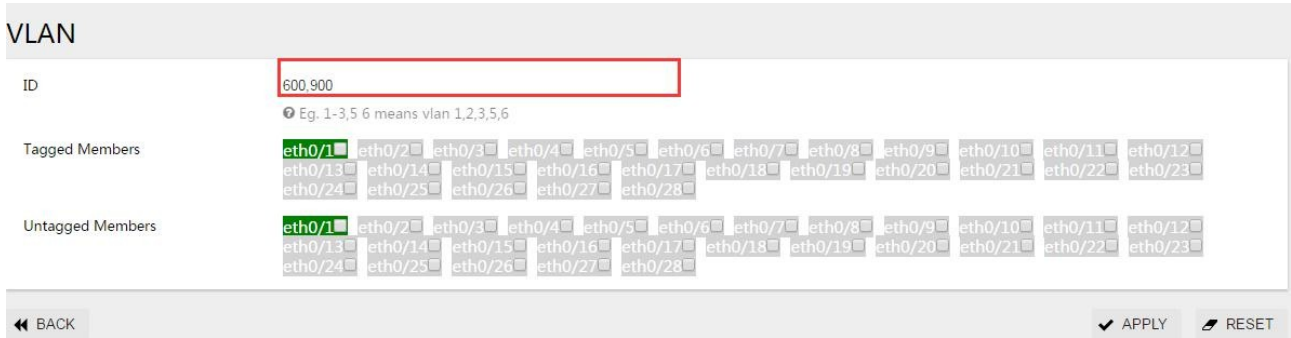 VLAN
ID
600,900
Eg. 1-3,5 6 means vlan 1,2,3,5,6
Tagged Members
eth0/1 eth0/2 eth0/3 eth0/4 eth0/5 eth0/6 eth0/7 eth0/8 eth0/9 eth0/10 eth0/11 eth0/12
eth0/13 eth0/14 eth0/15 eth0/16 eth0/17 eth0/18 eth0/19 eth0/20 eth0/21 eth0/22 eth0/23
eth0/24 eth0/25 eth0/26 eth0/27 eth0/28
Untagged Members
eth0/1 eth0/2 eth0/3 eth0/4 eth0/5 eth0/6 eth0/7 eth0/8 eth0/9 eth0/10 eth0/11 eth0/12
eth0/13 eth0/14 eth0/15 eth0/16 eth0/17 eth0/18 eth0/19 eth0/20 eth0/21 eth0/22 eth0/23
eth0/24 eth0/25 eth0/26 eth0/27 eth0/28
BACK
APPLY
RESET